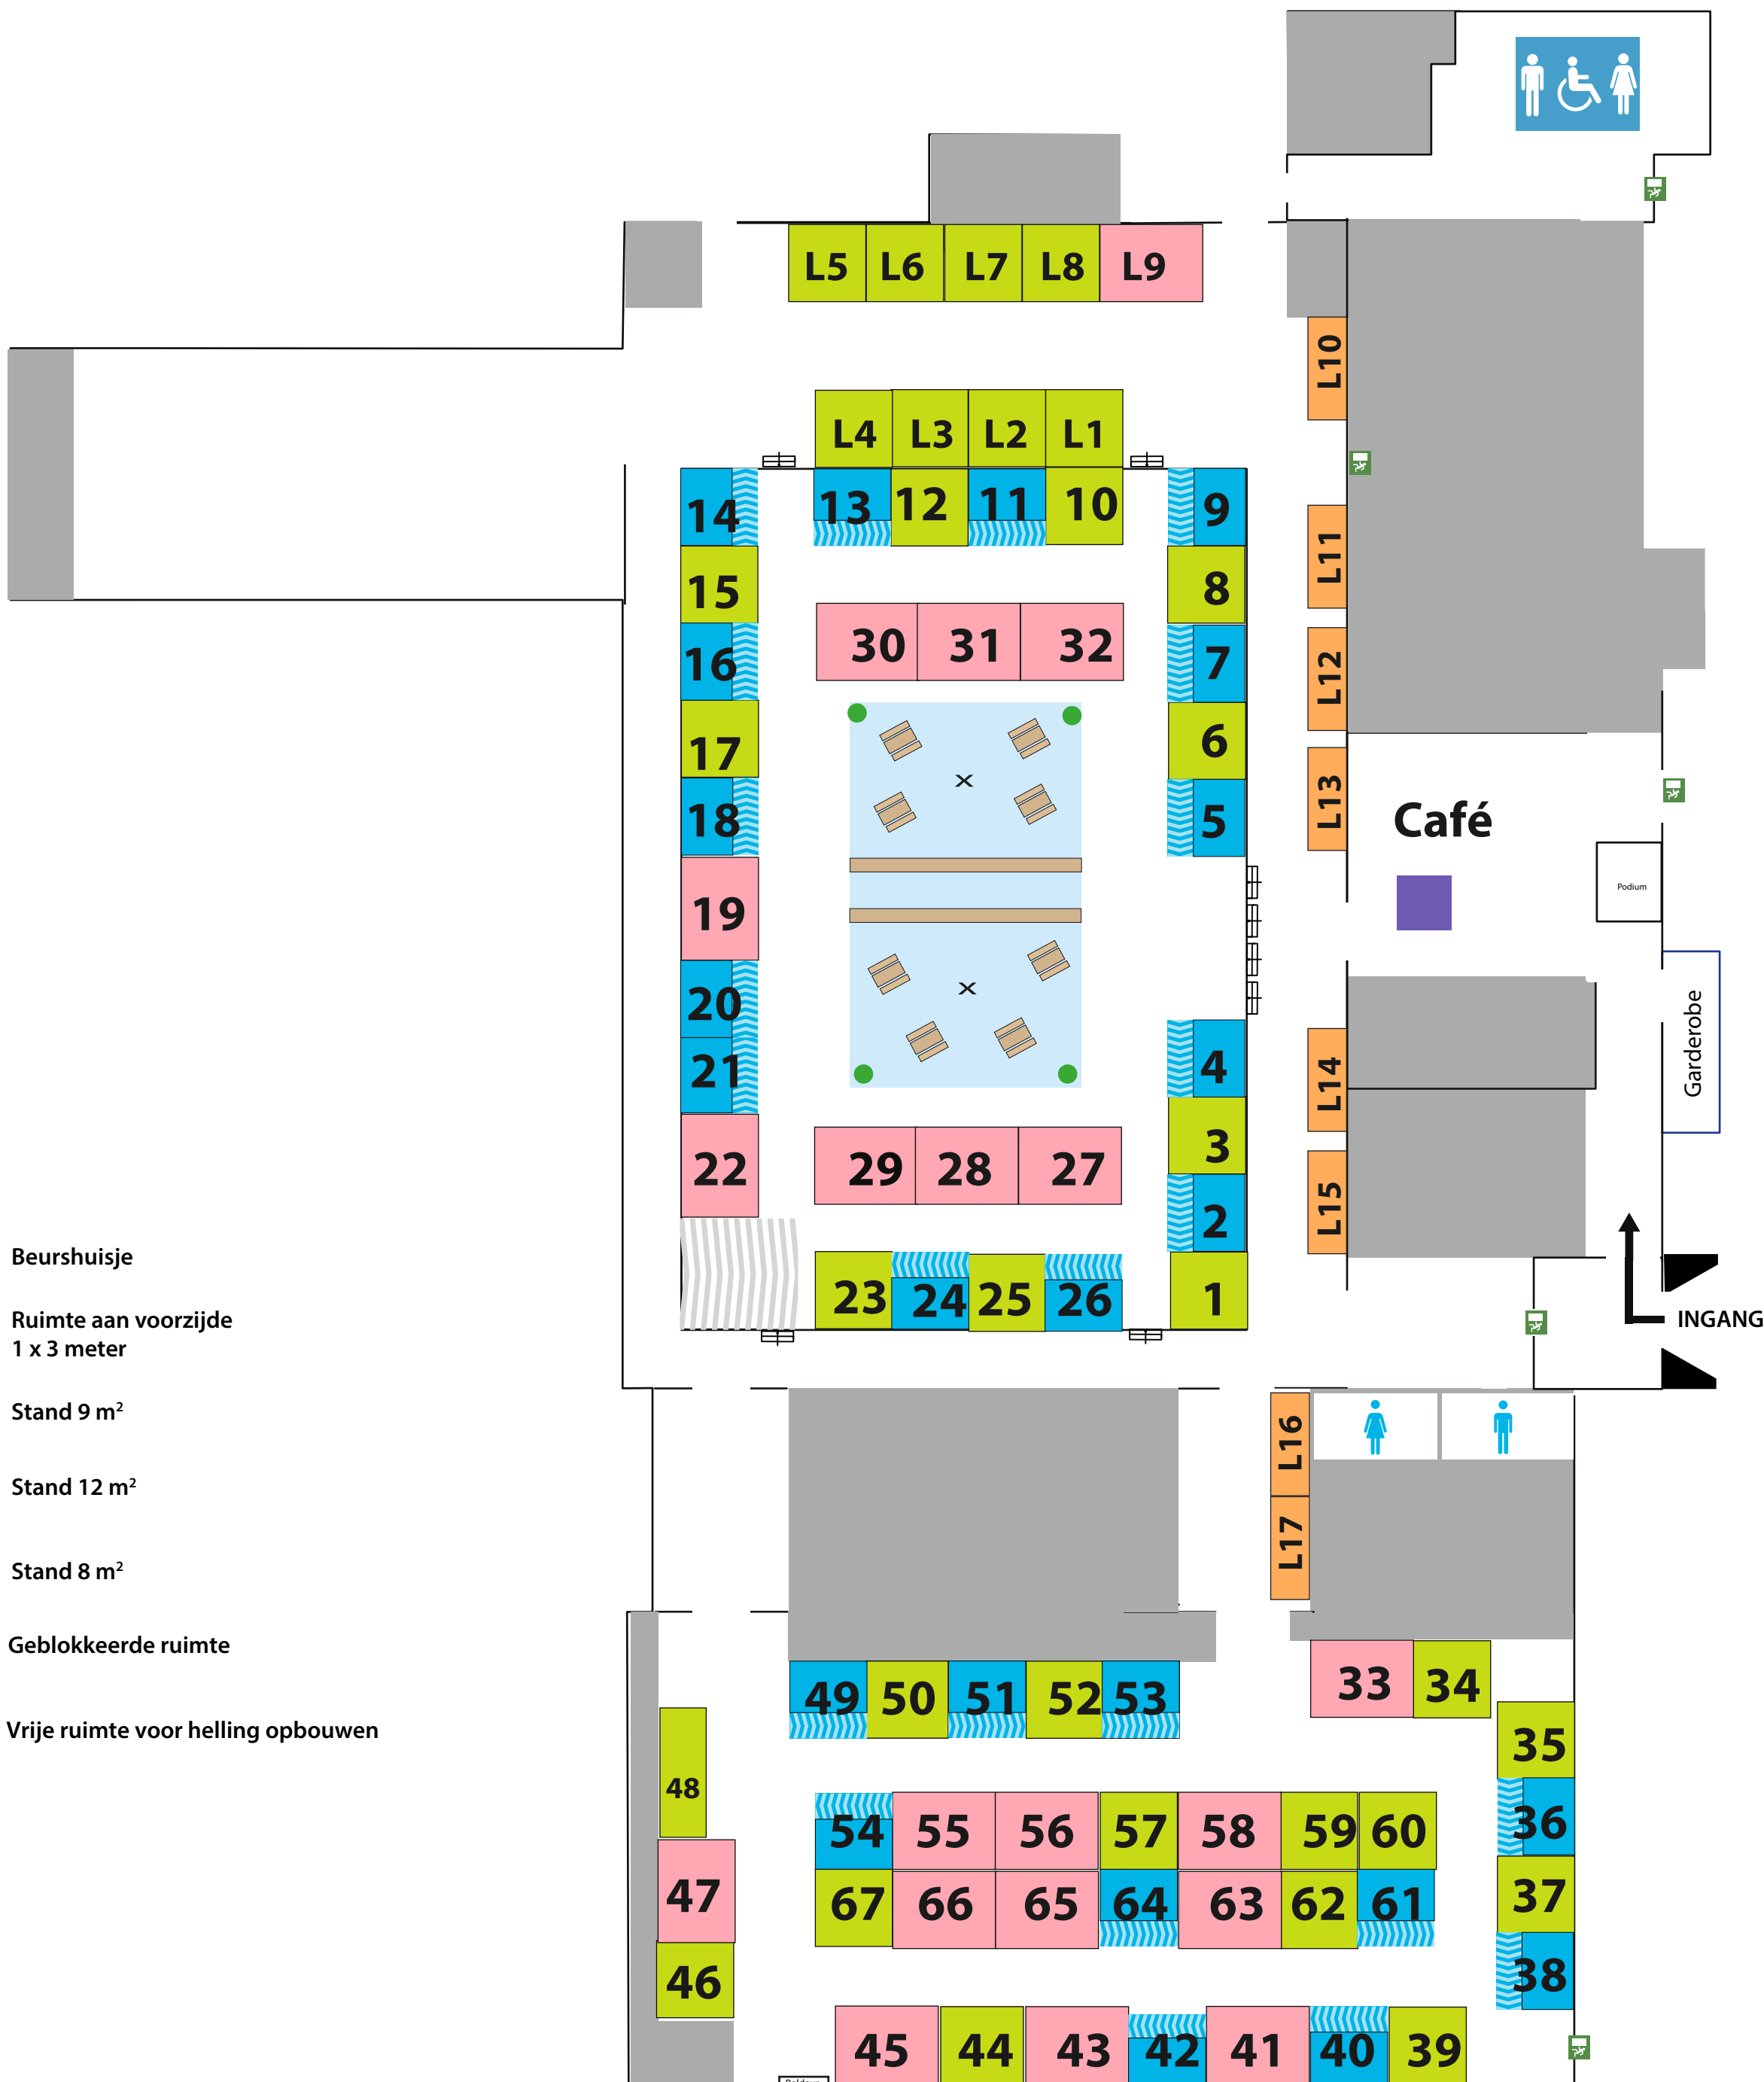 L5 L6 L7 L8 L9
L10
L4 L3 L2 L1
14 13 12 11 10 9
15 8
L11
30 31 32
16 7
L12
17 6
x
18 5
L13
Café
Podium
19
x
20
21 4
L14
Garderobe
3
22 29 28 27
2
L15
23 24 25 26 1
INGANG
Beurshuisje
Ruimte aan voorzijde
1 x 3 meter
Stand 9 m²
Stand 12 m²
Stand 8 m²
Geblokkeerde ruimte
Vrije ruimte voor helling opbouwen
L16
L17
33 34
49 50 51 52 53
35
48
54 55 56 57 58 59 60
36
47
67 66 65 64 63 62 61
37
46
38
45 44 43 42 41 40 39